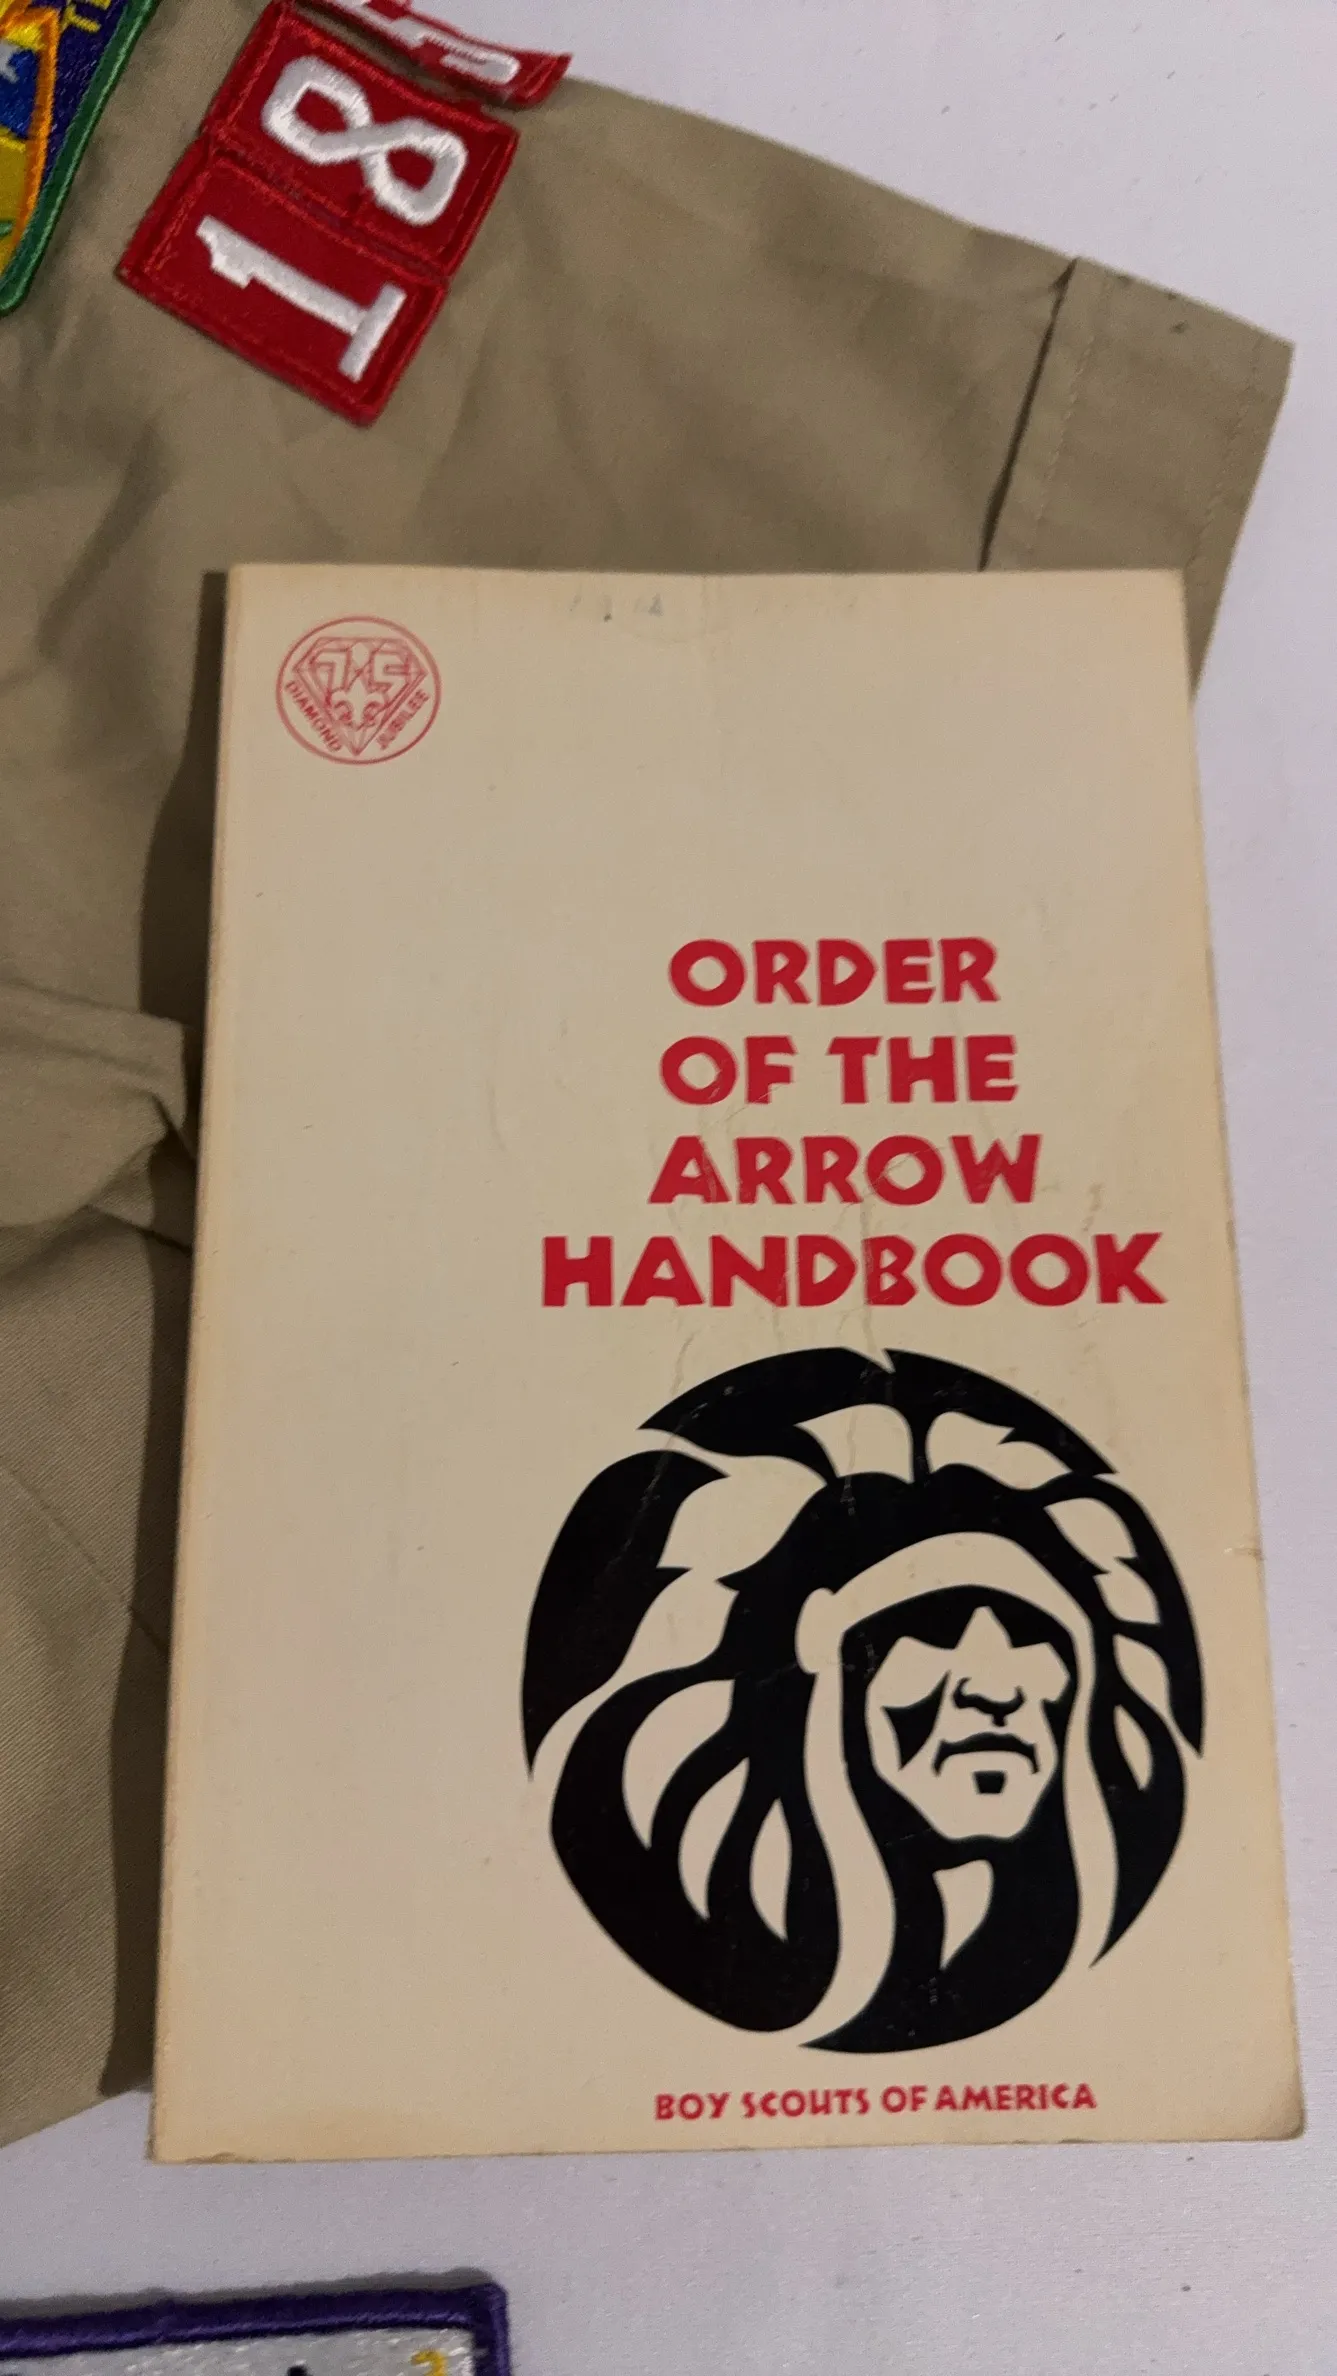 18
75
DIAMOND JUBILEE
ORDER
OF THE
ARROW
HANDBOOK
BOY SCOUTS OF AMERICA